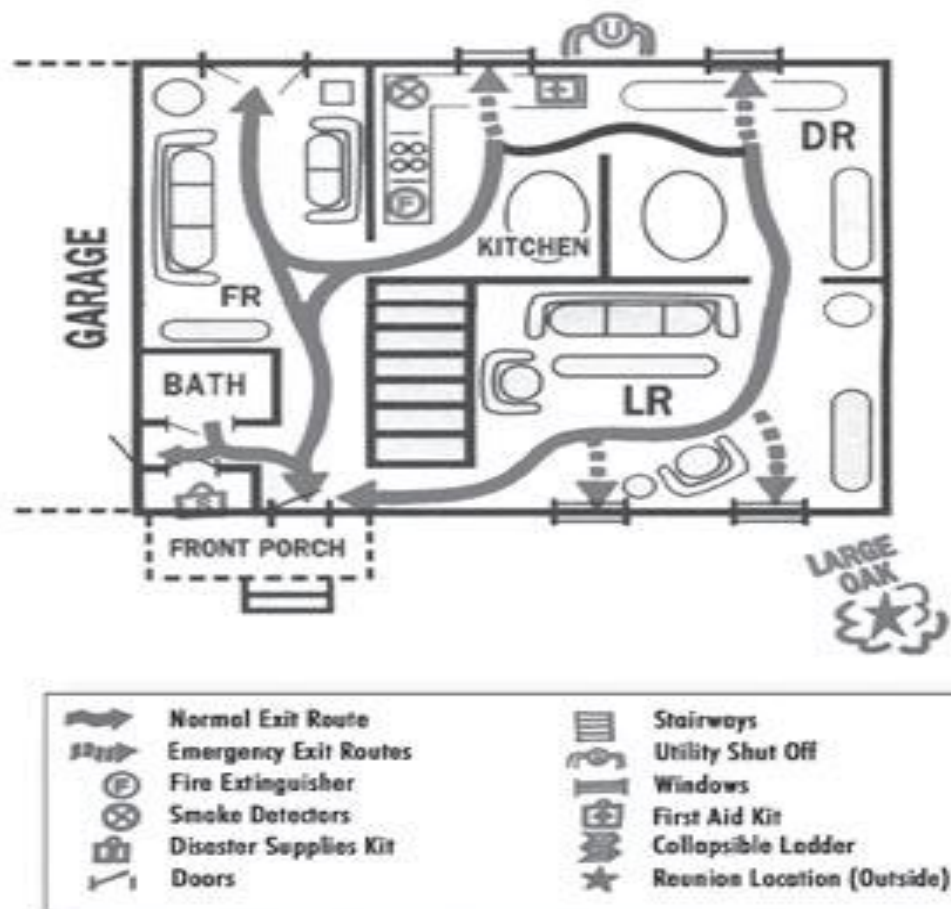 U
DR
F
KITCHEN
GARAGE
FR
BATH
LR
S
FRONT PORCH
LARGE
OAK
Normal Exit Route
Emergency Exit Routes
F Fire Extinguisher
Smoke Detectors
Disaster Supplies Kit
Doors
Stairways
Utility Shut Off
Windows
First Aid Kit
Collapsible Ladder
Reunion Location (Outside)